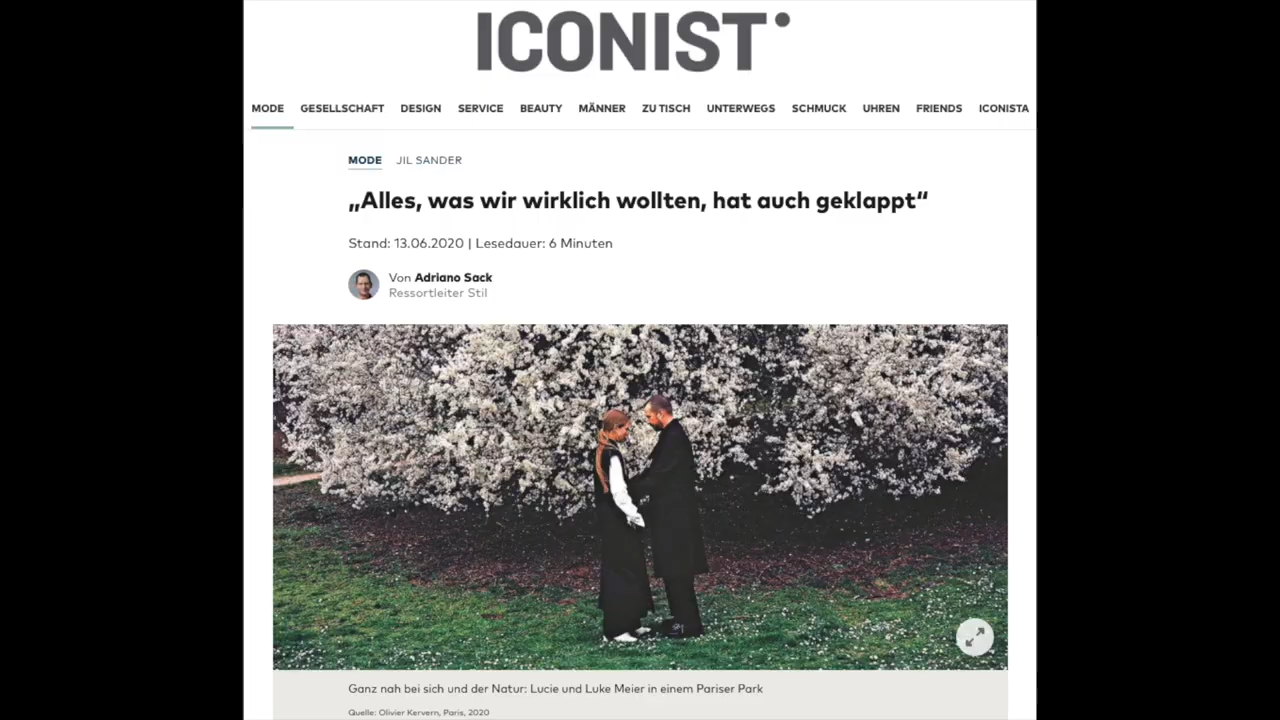 ICONIST
MODE GESELLSCHAFT DESIGN SERVICE BEAUTY MÄNNER ZU TISCH UNTERWEGS SCHMUCK UHREN FRIENDS ICONISTA
MODE JIL SANDER
„Alles, was wir wirklich wollten, hat auch geklappt“
Stand: 13.06.2020 | Lesedauer: 6 Minuten
Von Adriano Sack
Ressortleiter Stil
Ganz nah bei sich und der Natur: Lucie und Luke Meier in einem Pariser Park
Quelle: Olivier Kervern, Paris, 2020